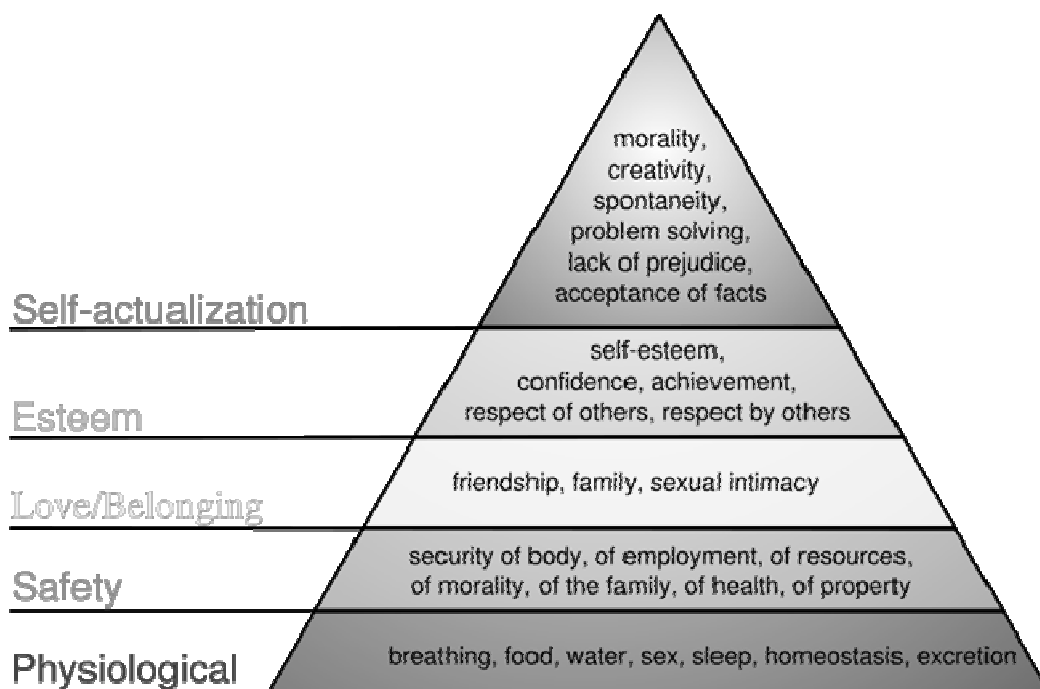 morality,
creativity,
spontaneity,
problem solving,
lack of prejudice,
acceptance of facts
Self-actualization
self-esteem,
confidence, achievement,
respect of others, respect by others
Esteem
friendship, family, sexual intimacy
Love/Belonging
security of body, of employment, of resources,
of morality, of the family, of health, of property
Safety
breathing, food, water, sex, sleep, homeostasis, excretion
Physiological